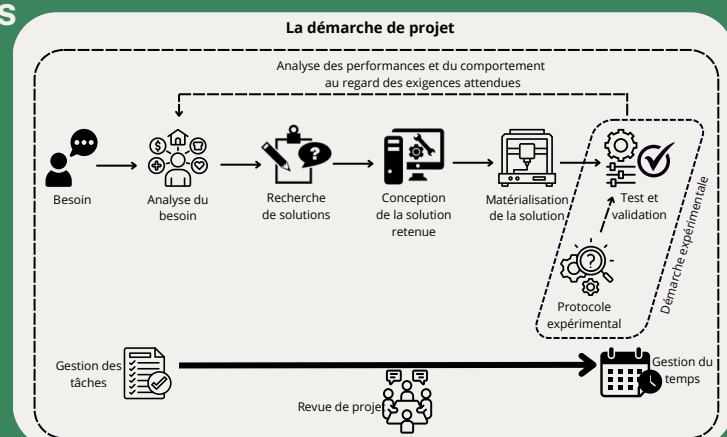 s
La démarche de projet
Analyse des performances et du comportement
au regard des exigences attendues
Besoin
Analyse du
besoin
Recherche
de solutions
Conception
de la solution
retenue
Matérialisation
de la solution
Test et
validation
Démarche expérimentale
Protocole
expérimental
Gestion des
tâches
Revue de projet
Gestion du
temps